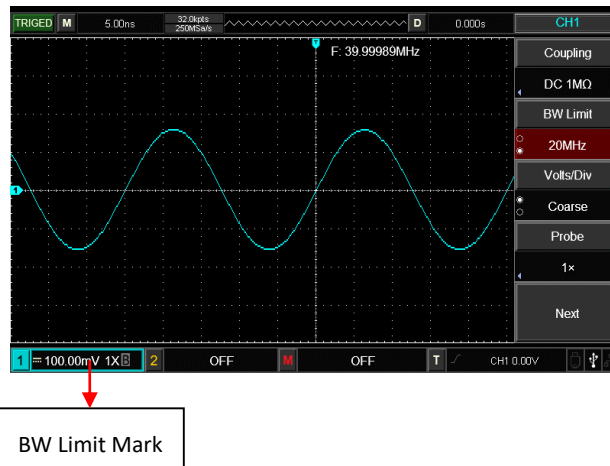 TRIGED M 5.00ns 32.0kpts D 0.000s CH1
250MSa/s
T
F: 39.99989MHz
Coupling
DC 1MΩ
BW Limit
20MHz
Volts/Div
1
Coarse
Probe
1×
Next
1 100.00mV 1X B 2 OFF M OFF T CH1 0.00V
BW Limit Mark